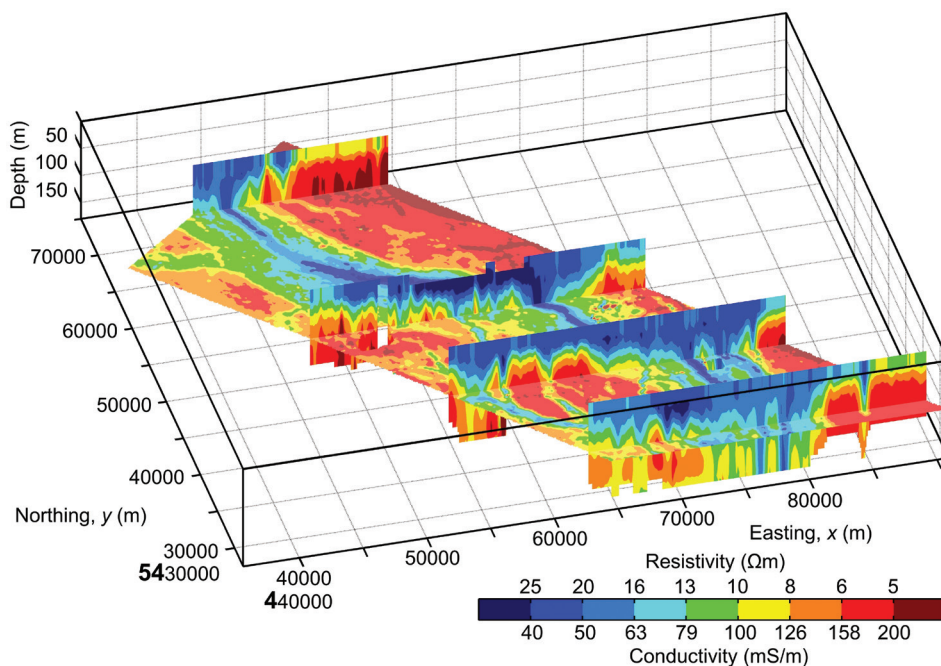 Depth (m)
50
100
150
70000
60000
50000
40000
30000
5430000
Northing, y (m)
40000
440000
50000
60000
70000
80000
Easting, x (m)
Resistivity (Ωm)
25 20 16 13 10 8 6 5
40 50 63 79 100 126 158 200
Conductivity (mS/m)